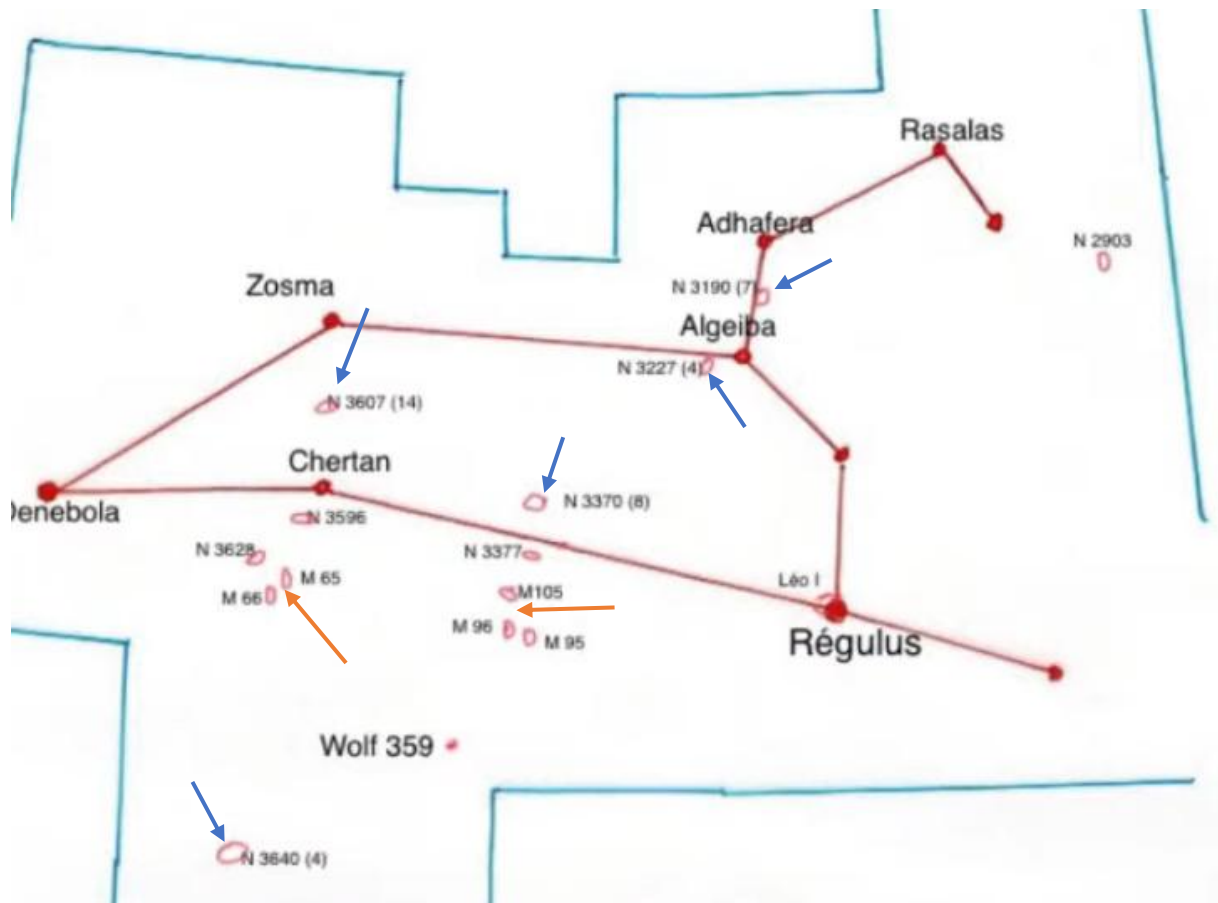 Rasalas
Adhafera
N 2903
N 3190 (7)
Zosma
Algeiba
N 3227 (4)
N 3607 (14)
Chertan
N 3370 (8)
Denebola
N 3596
N 3628
N 3377
M 65
Léo I
M105
M 66
M 96
M 95
Régulus
Wolf 359
N 3640 (4)